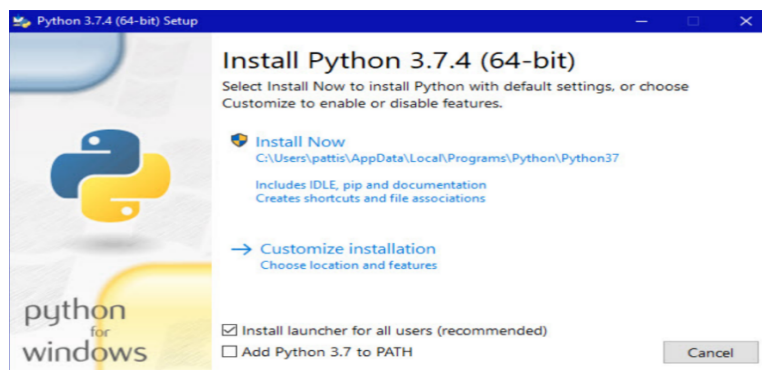 Python 3.7.4 (64-bit) Setup
Install Python 3.7.4 (64-bit)
Select Install Now to install Python with default settings, or choose
Customize to enable or disable features.
Install Now
C:\Users\pattis\AppData\Local\Programs\Python\Python37
Includes IDLE, pip and documentation
Creates shortcuts and file associations
Customize installation
Choose location and features
python
for
windows
Install launcher for all users (recommended)
Add Python 3.7 to PATH
Cancel